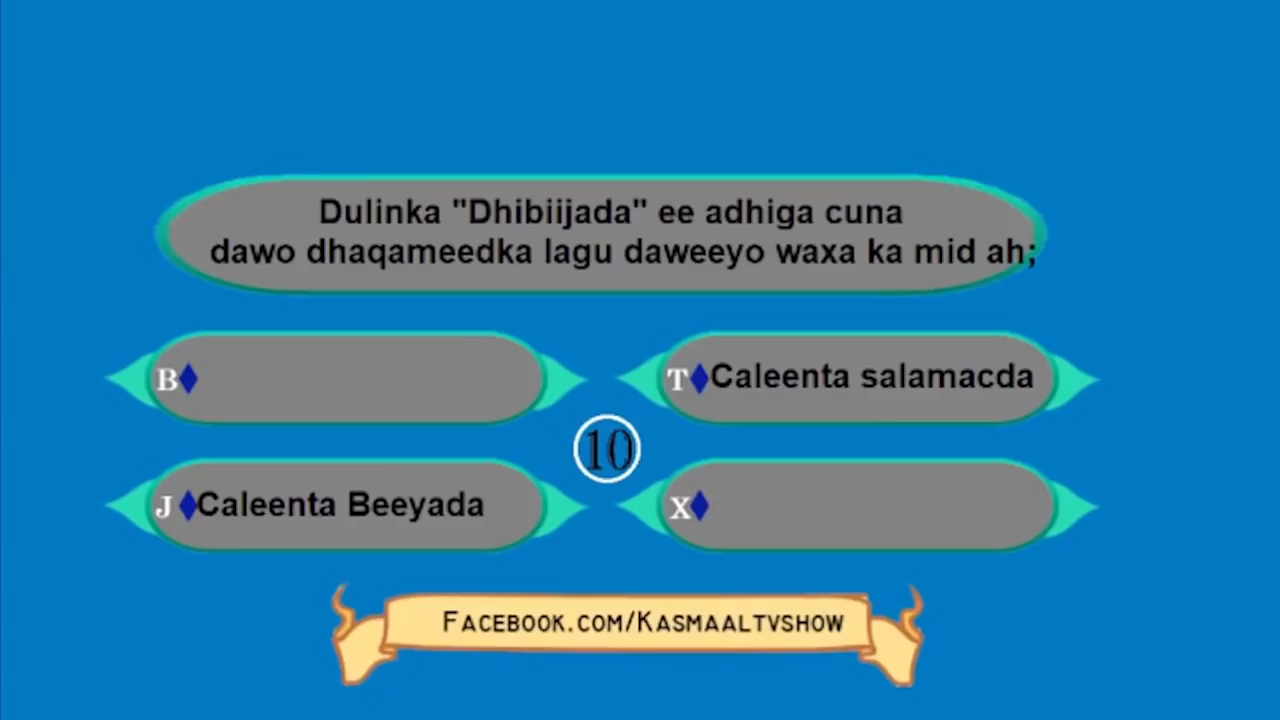 Dulinka "Dhibiijada" ee adhiga cuna
dawo dhaqameedka lagu daweeyo waxa ka mid ah;
B
T Caleenta salamacda
10
J Caleenta Beeyada
X
Facebook.com/Kasmaaltvshow